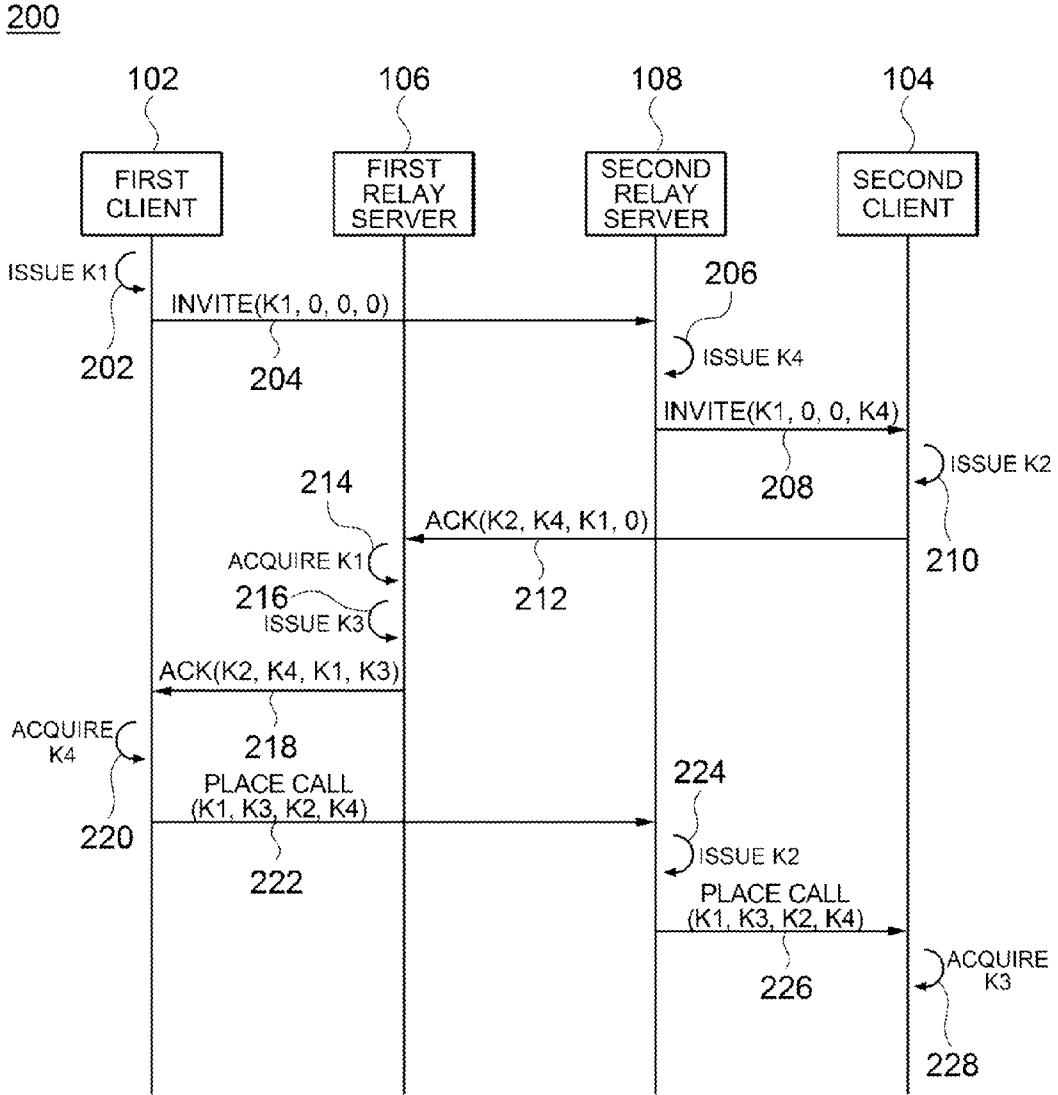 200
102
106
108
104
FIRST
CLIENT
FIRST
RELAY
SERVER
SECOND
RELAY
SERVER
SECOND
CLIENT
ISSUE K1
202
INVITE(K1, 0, 0, 0)
204
206
ISSUE K4
INVITE(K1, 0, 0, K4)
208
ISSUE K2
210
214
ACK(K2, K4, K1, 0)
212
ACQUIRE K1
216
ISSUE K3
ACK(K2, K4, K1, K3)
218
ACQUIRE
K4
220
PLACE CALL
(K1, K3, K2, K4)
222
224
ISSUE K2
PLACE CALL
(K1, K3, K2, K4)
226
ACQUIRE
K3
228